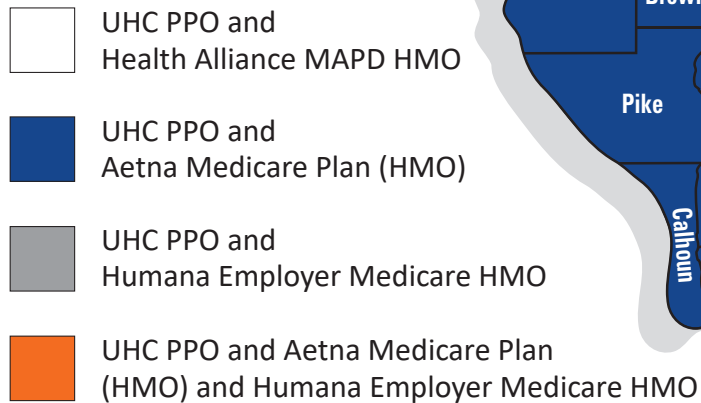 UHC PPO and
Health Alliance MAPD HMO
UHC PPO and
Aetna Medicare Plan (HMO)
UHC PPO and
Humana Employer Medicare HMO
UHC PPO and Aetna Medicare Plan
(HMO) and Humana Employer Medicare HMO
Brown
Pike
Calhoun